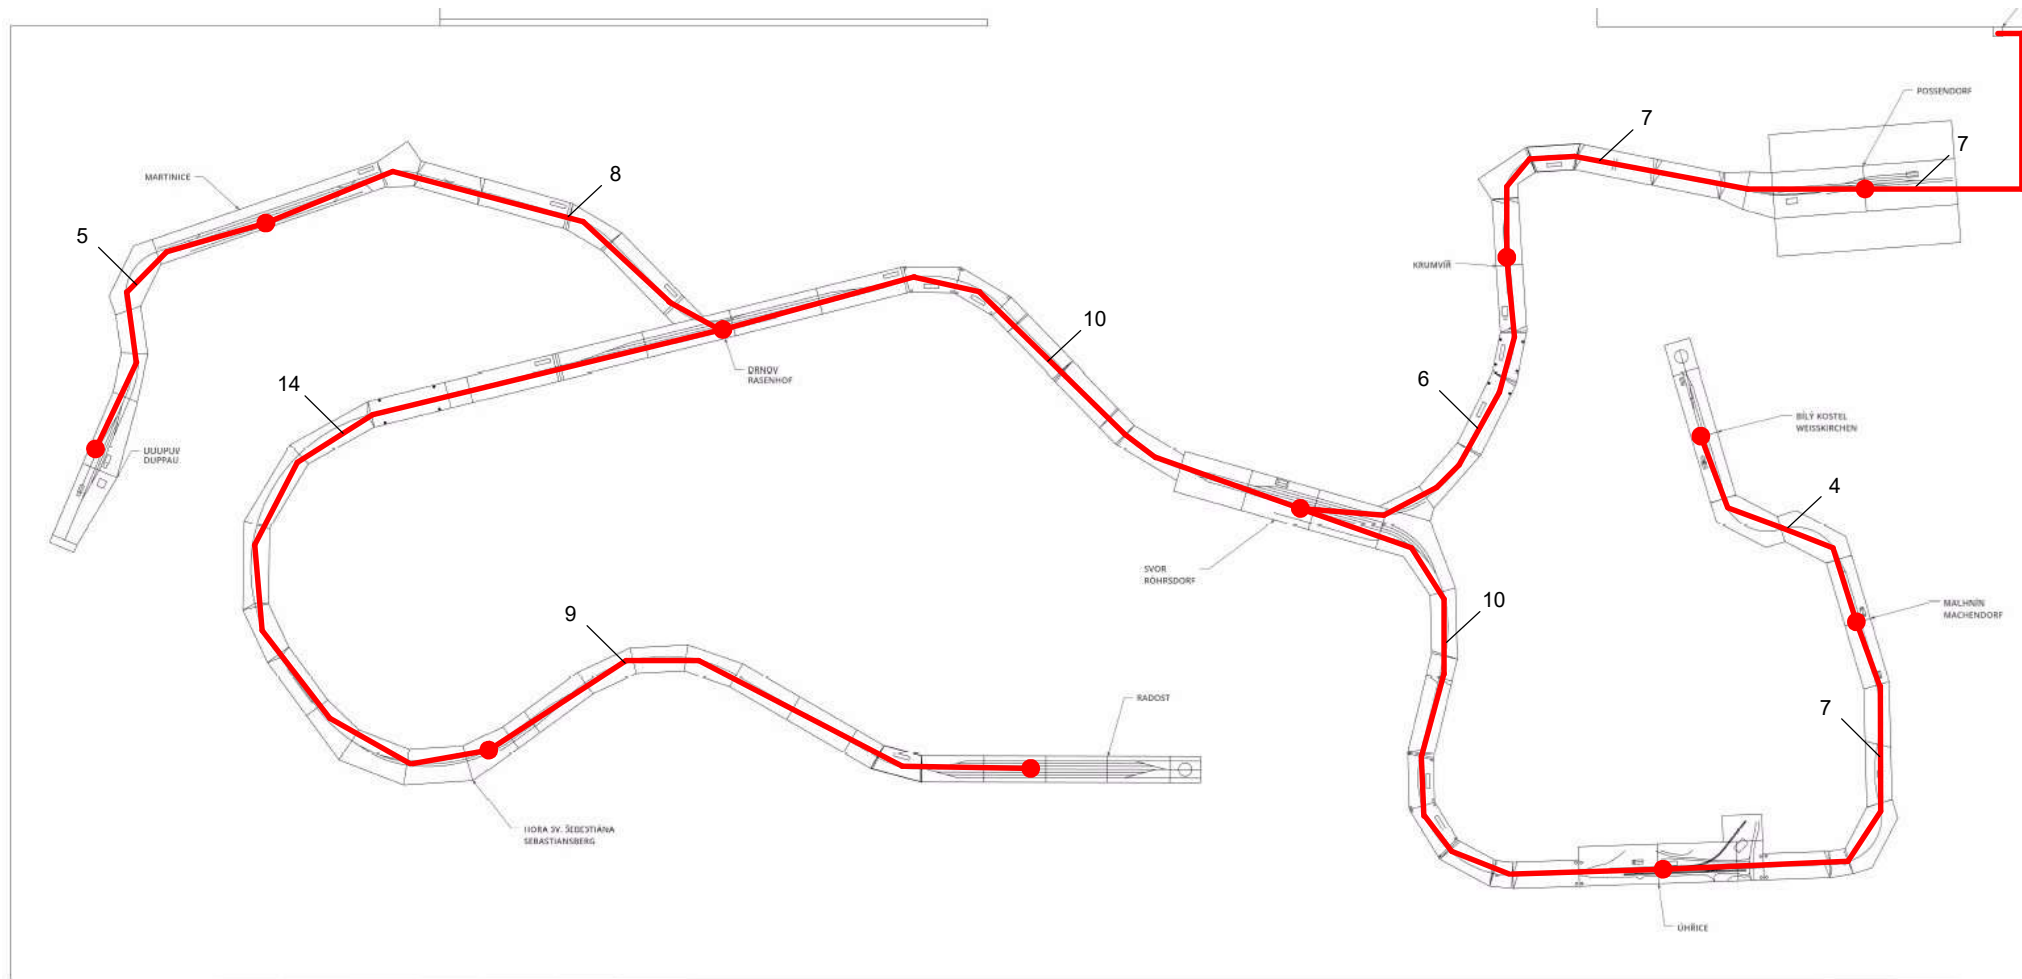 7
POSSENDORF
7
MARTINICE
8
5
KRUMVÍŘ
10
DRNOV
RASENHOF
14
6
BÍLÝ KOSTEL
WEISSKIRCHEN
DUPPAU
4
SVOR
RÖHRSDORF
10
MACHENDORF
9
RADOST
7
SEBASTIANSBERG
ÚHŘICE